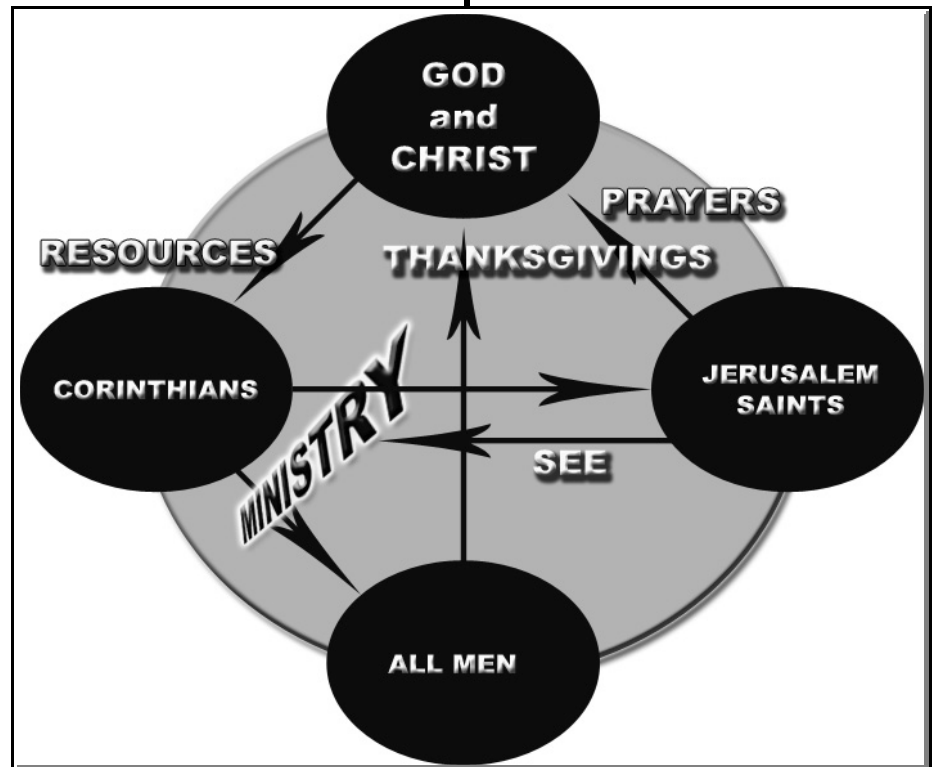 GOD
and
CHRIST
PRAYERS
RESOURCES
THANKSGIVINGS
CORINTHIANS
JERUSALEM
SAINTS
MINISTRY
SEE
ALL MEN